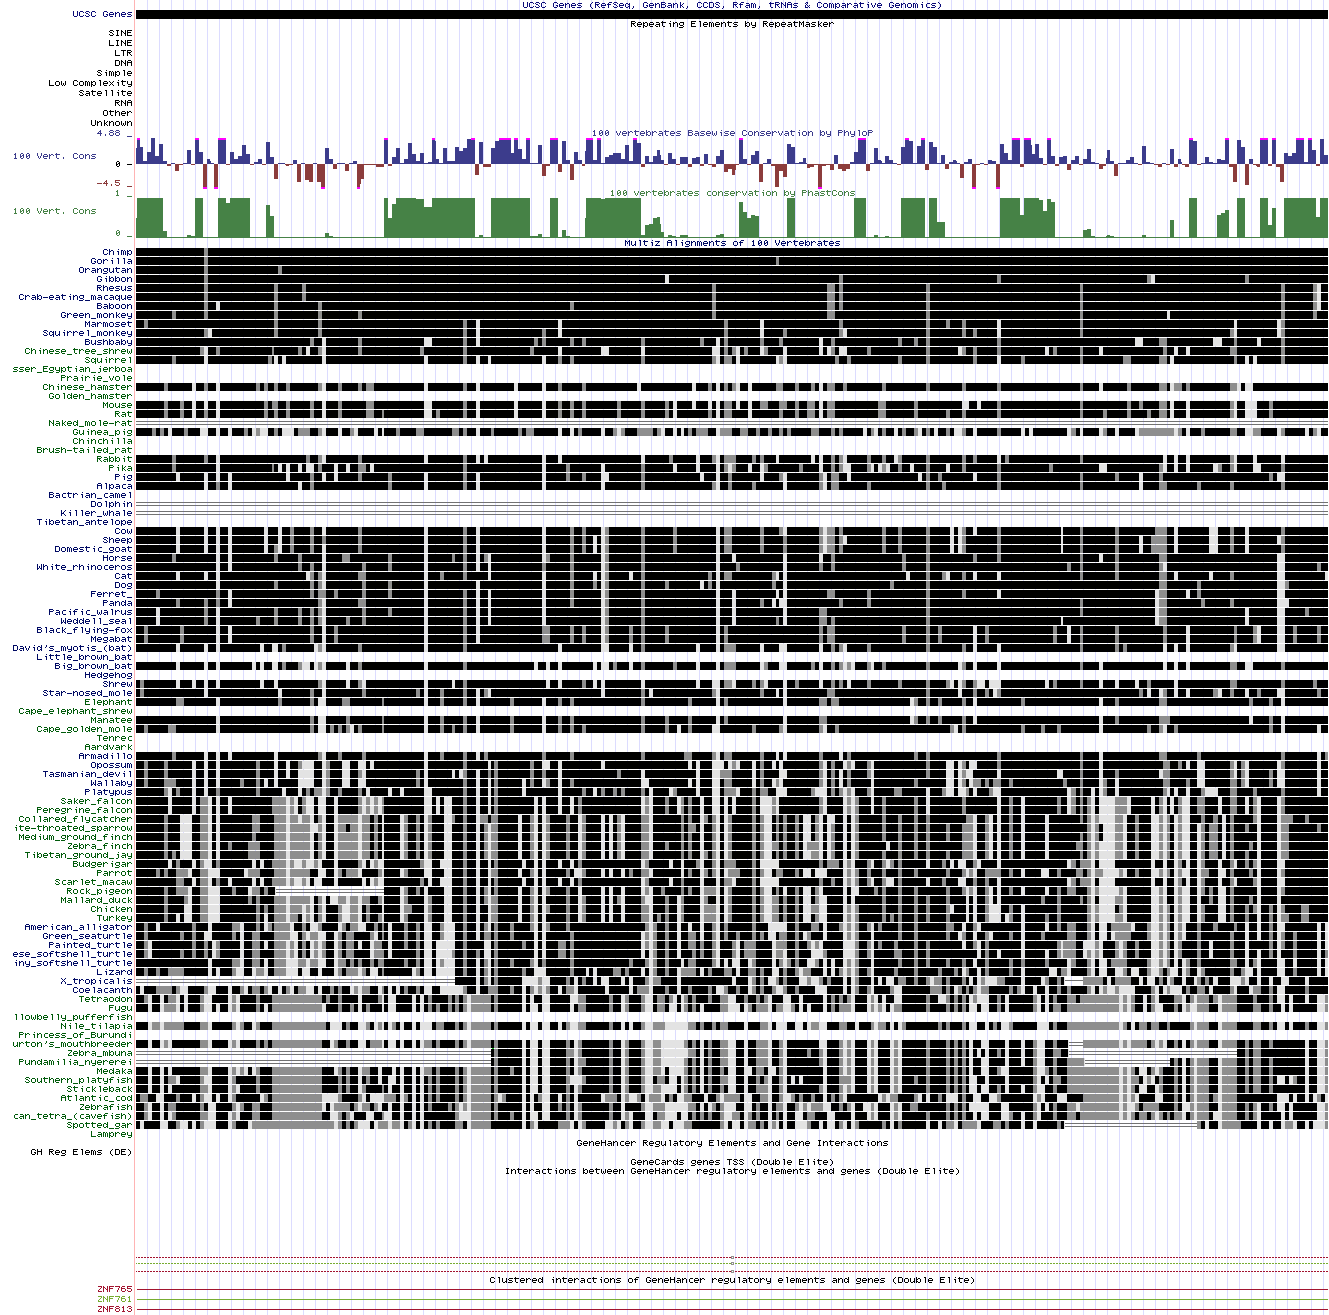 UCSC Genes (RefSeq, GenBank, CCDS, Rfam, tRNAs & Comparative Genomics)
UCSC Genes
Repeating Elements by RepeatMasker
SINE
LINE
LTR
DNA
Simple
Low Complexity
Satellite
RNA
Other
Unknown
4.88 _
100 vertebrates Basewise Conservation by PhyloP
100 Vert. Cons
0 _
-4.5 _
100 vertebrates conservation by PhastCons
1 _
100 Vert. Cons
0 _
Multiz Alignments of 100 Vertebrates
Chimp
Gorilla
Orangutan
Gibbon
Rhesus
Crab-eating_macaque
Baboon
Green_monkey
Marmoset
Squirrel_monkey
Bushbaby
Chinese_tree_shrew
Squirrel
sser_Egyptian_jerboa
Prairie_vole
Chinese_hamster
Golden_hamster
Mouse
Rat
Naked_mole-rat
Guinea_pig
Chinchilla
Brush-tailed_rat
Rabbit
Pika
Pig
Alpaca
Bactrian_camel
Dolphin
Killer_whale
Tibetan_antelope
Cow
Sheep
Domestic_goat
Horse
White_rhinoceros
Cat
Dog
Ferret_
Panda
Pacific_walrus
Weddell_seal
Black_flying-fox
Megabat
David's_myotis_(bat)
Little_brown_bat
Big_brown_bat
Hedgehog
Shrew
Star-nosed_mole
Elephant
Cape_elephant_shrew
Manatee
Cape_golden_mole
Tenrec
Aardvark
Armadillo
Opossum
Tasmanian_devil
Wallaby
Platypus
Saker_falcon
Peregrine_falcon
Collared_flycatcher
ite-throated_sparrow
Medium_ground_finch
Zebra_finch
Tibetan_ground_jay
Budgerigar
Parrot
Scarlet_macaw
Rock_pigeon
Mallard_duck
Chicken
Turkey
American_alligator
Green_seaturtle
Painted_turtle
ese_softshell_turtle
iny_softshell_turtle
Lizard
X_tropicalis
Coelacanth
Tetraodon
Fugu
llowbelly_pufferfish
Nile_tilapia
Princess_of_Burundi
urton's_mouthbreeder
Zebra_mbuna
Pundamilia_nyererei
Medaka
Southern_platyfish
Stickleback
Atlantic_cod
Zebrafish
can_tetra_(cavefish)
Spotted_gar
Lamprey
GeneHancer Regulatory Elements and Gene Interactions
GH Reg Elems (DE)
GeneCards genes TSS (Double Elite)
Interactions between GeneHancer regulatory elements and genes (Double Elite)
Clustered interactions of GeneHancer regulatory elements and genes (Double Elite)
ZNF765
ZNF761
ZNF813